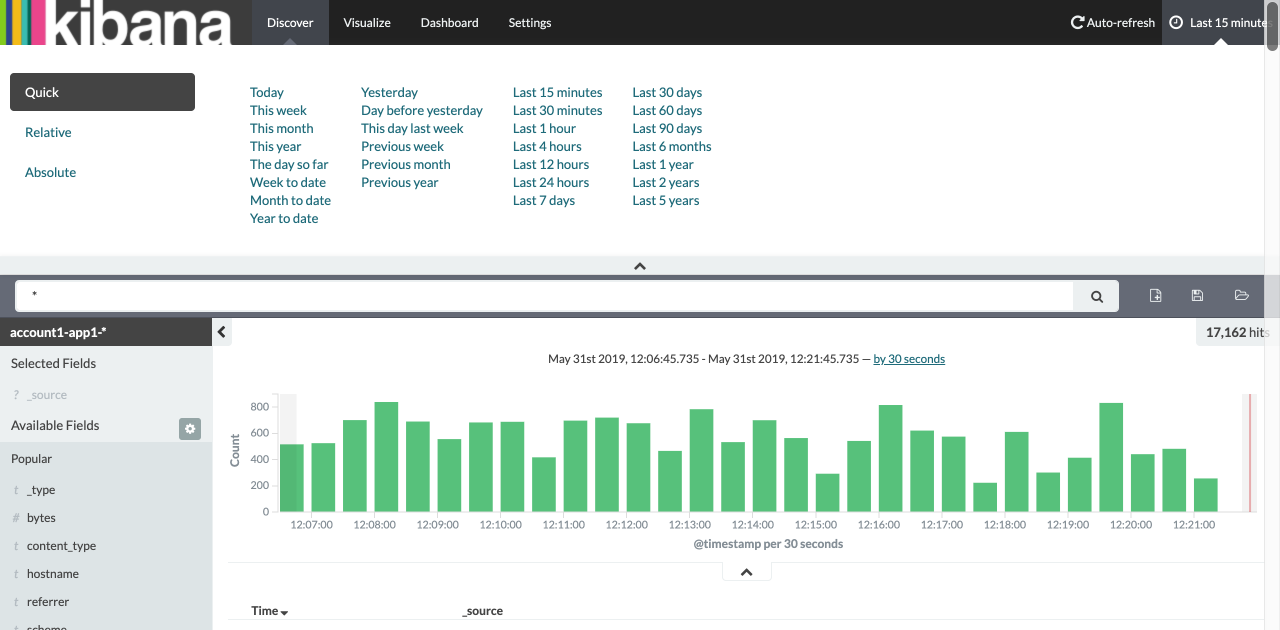 kibana
Discover
Visualize
Dashboard
Settings
Auto-refresh
Last 15 minutes
Quick
Relative
Absolute
Today
This week
This month
This year
The day so far
Week to date
Month to date
Year to date
Yesterday
Day before yesterday
This day last week
Previous week
Previous month
Previous year
Last 15 minutes
Last 30 minutes
Last 1 hour
Last 4 hours
Last 12 hours
Last 24 hours
Last 7 days
Last 30 days
Last 60 days
Last 90 days
Last 6 months
Last 1 year
Last 2 years
Last 5 years
*
account1-app1-*
17,162 hits
Selected Fields
? _source
Available Fields
Popular
t _type
# bytes
t content_type
t hostname
t referrer
t scheme
May 31st 2019, 12:06:45.735 - May 31st 2019, 12:21:45.735 — by 30 seconds
Count
800
600
400
200
0
12:07:00 12:08:00 12:09:00 12:10:00 12:11:00 12:12:00 12:13:00 12:14:00 12:15:00 12:16:00 12:17:00 12:18:00 12:19:00 12:20:00 12:21:00
@timestamp per 30 seconds
Time _source